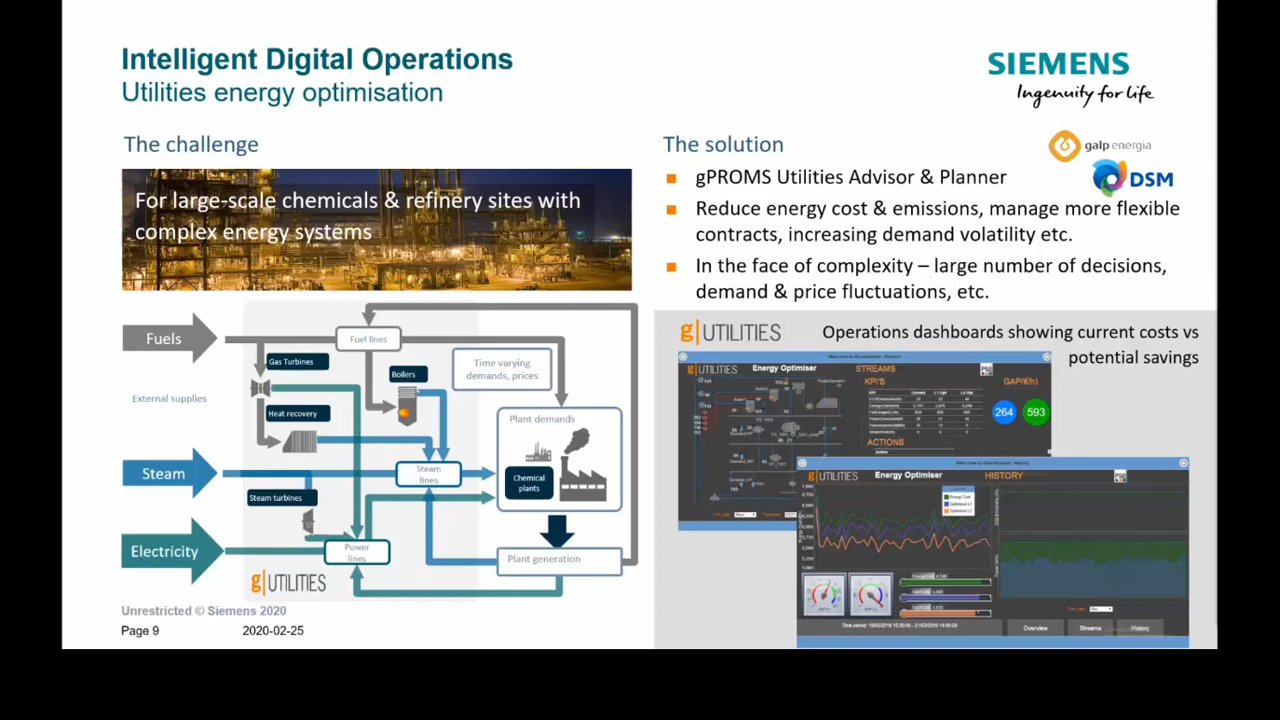 Intelligent Digital Operations
Utilities energy optimisation
SIEMENS
Ingenuity for life
The challenge
For large-scale chemicals & refinery sites with
complex energy systems
Fuels
External supplies
Steam
Electricity
Gas Turbines
Heat recovery
Steam turbines
Fuel lines
Boilers
Time varying
demands, prices
Plant demands
Chemical
plants
Steam
lines
Power
lines
Plant generation
g|UTILITIES
Unrestricted © Siemens 2020
Page 9
2020-02-25
The solution
galp energia
DSM
gPROMS Utilities Advisor & Planner
Reduce energy cost & emissions, manage more flexible
contracts, increasing demand volatility etc.
In the face of complexity – large number of decisions,
demand & price fluctuations, etc.
g|UTILITIES
Operations dashboards showing current costs vs
potential savings
g|UTILITIES
Energy Optimiser
STREAMS
KPI'S
GAP(€/h)
264
593
ACTIONS
g|UTILITIES
Energy Optimiser
HISTORY
Overview
Streams
History